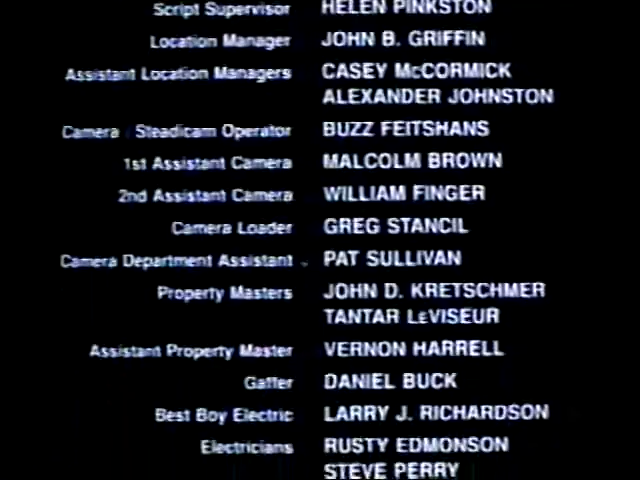 Script Supervisor HELEN PINKSTON
Location Manager JOHN B. GRIFFIN
Assistant Location Managers CASEY McCORMICK
ALEXANDER JOHNSTON
Camera / Steadicam Operator BUZZ FEITSHANS
1st Assistant Camera MALCOLM BROWN
2nd Assistant Camera WILLIAM FINGER
Camera Loader GREG STANCIL
Camera Department Assistant PAT SULLIVAN
Property Masters JOHN D. KRETSCHMER
TANTAR LeVISEUR
Assistant Property Master VERNON HARRELL
Gaffer DANIEL BUCK
Best Boy Electric LARRY J. RICHARDSON
Electricians RUSTY EDMONSON
STEVE PERRY